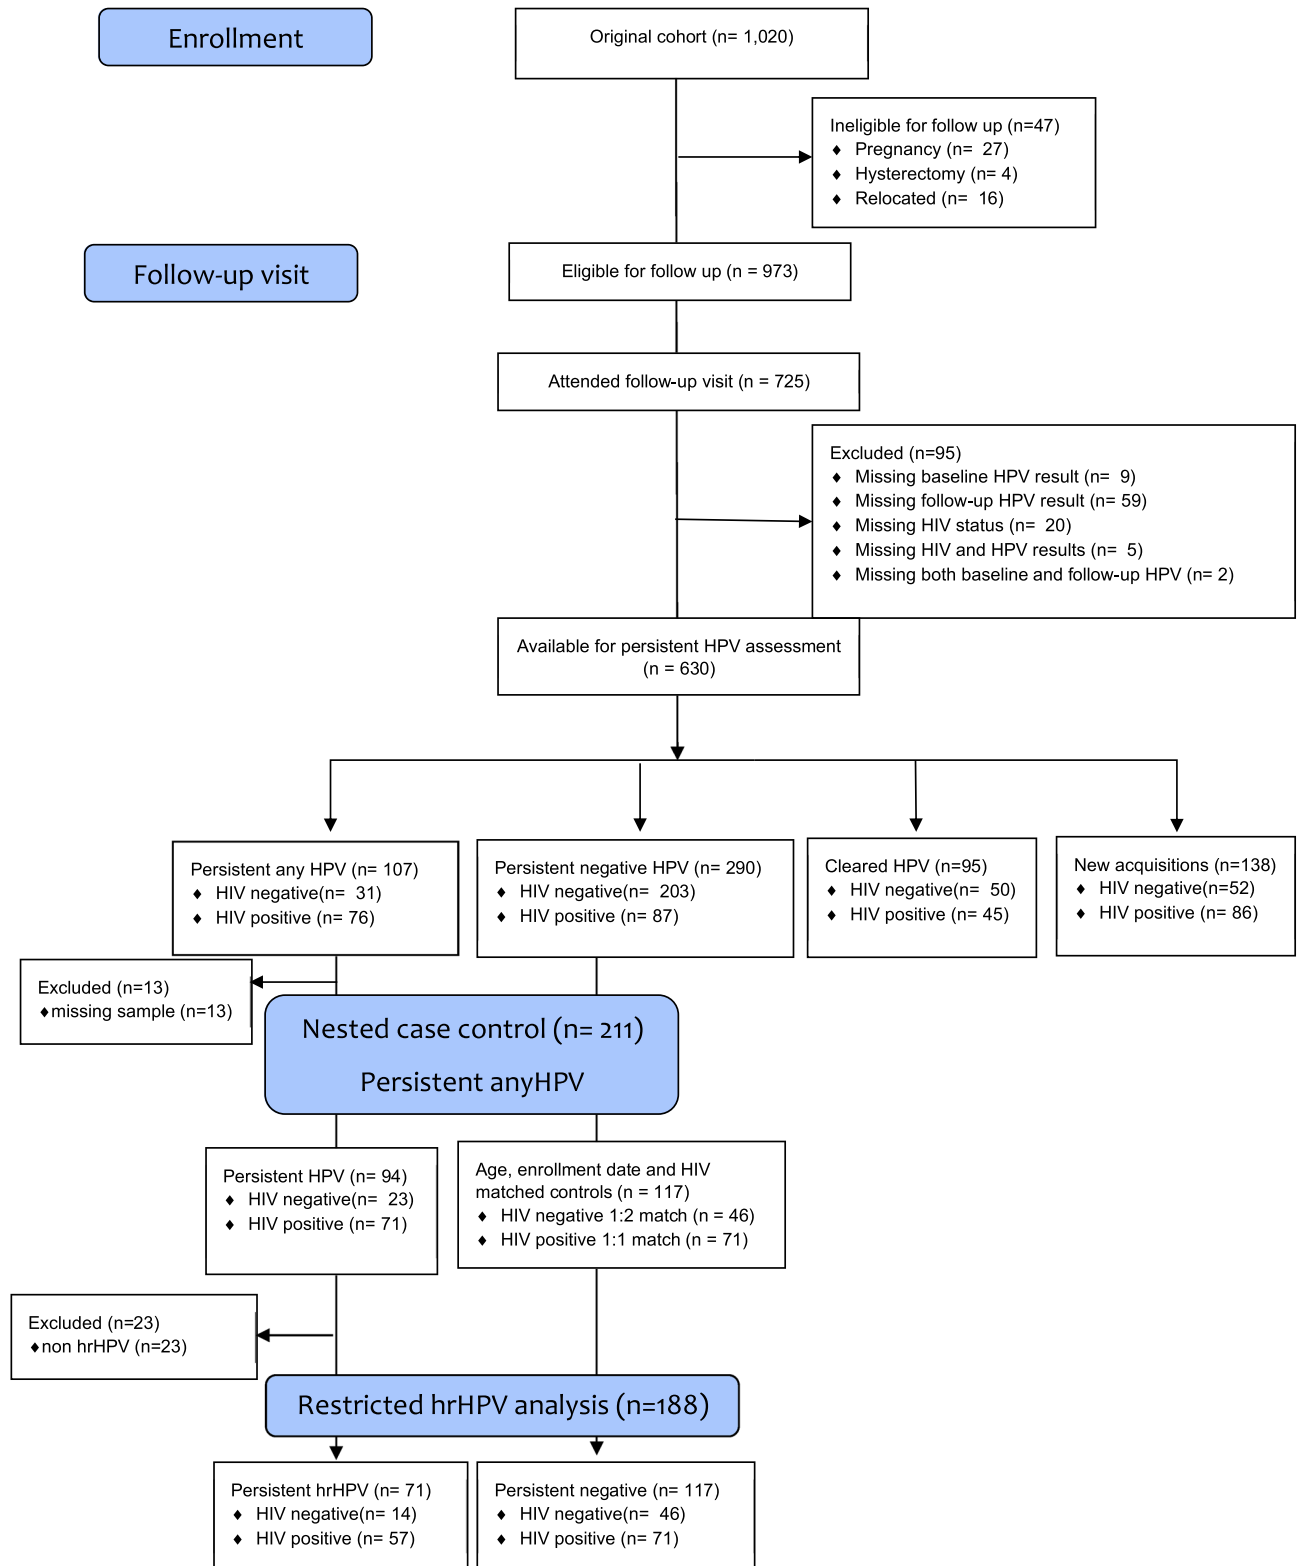 Enrollment
Original cohort (n= 1,020)
Ineligible for follow up (n=47)
♦ Pregnancy (n= 27)
♦ Hysterectomy (n= 4)
♦ Relocated (n= 16)
Follow-up visit
Eligible for follow up (n = 973)
Attended follow-up visit (n = 725)
Excluded (n=95)
♦ Missing baseline HPV result (n= 9)
♦ Missing follow-up HPV result (n= 59)
♦ Missing HIV status (n= 20)
♦ Missing HIV and HPV results (n= 5)
♦ Missing both baseline and follow-up HPV (n= 2)
Available for persistent HPV assessment
(n = 630)
Persistent any HPV (n= 107)
♦ HIV negative(n= 31)
♦ HIV positive (n= 76)
Persistent negative HPV (n= 290)
♦ HIV negative(n= 203)
♦ HIV positive (n= 87)
Cleared HPV (n=95)
♦ HIV negative(n= 50)
♦ HIV positive (n= 45)
New acquisitions (n=138)
♦ HIV negative(n=52)
♦ HIV positive (n= 86)
Excluded (n=13)
♦missing sample (n=13)
Nested case control (n= 211)
Persistent anyHPV
Persistent HPV (n= 94)
♦ HIV negative(n= 23)
♦ HIV positive (n= 71)
Age, enrollment date and HIV
matched controls (n = 117)
♦ HIV negative 1:2 match (n = 46)
♦ HIV positive 1:1 match (n = 71)
Excluded (n=23)
♦non hrHPV (n=23)
Restricted hrHPV analysis (n=188)
Persistent hrHPV (n= 71)
♦ HIV negative(n= 14)
♦ HIV positive (n= 57)
Persistent negative (n= 117)
♦ HIV negative(n= 46)
♦ HIV positive (n= 71)